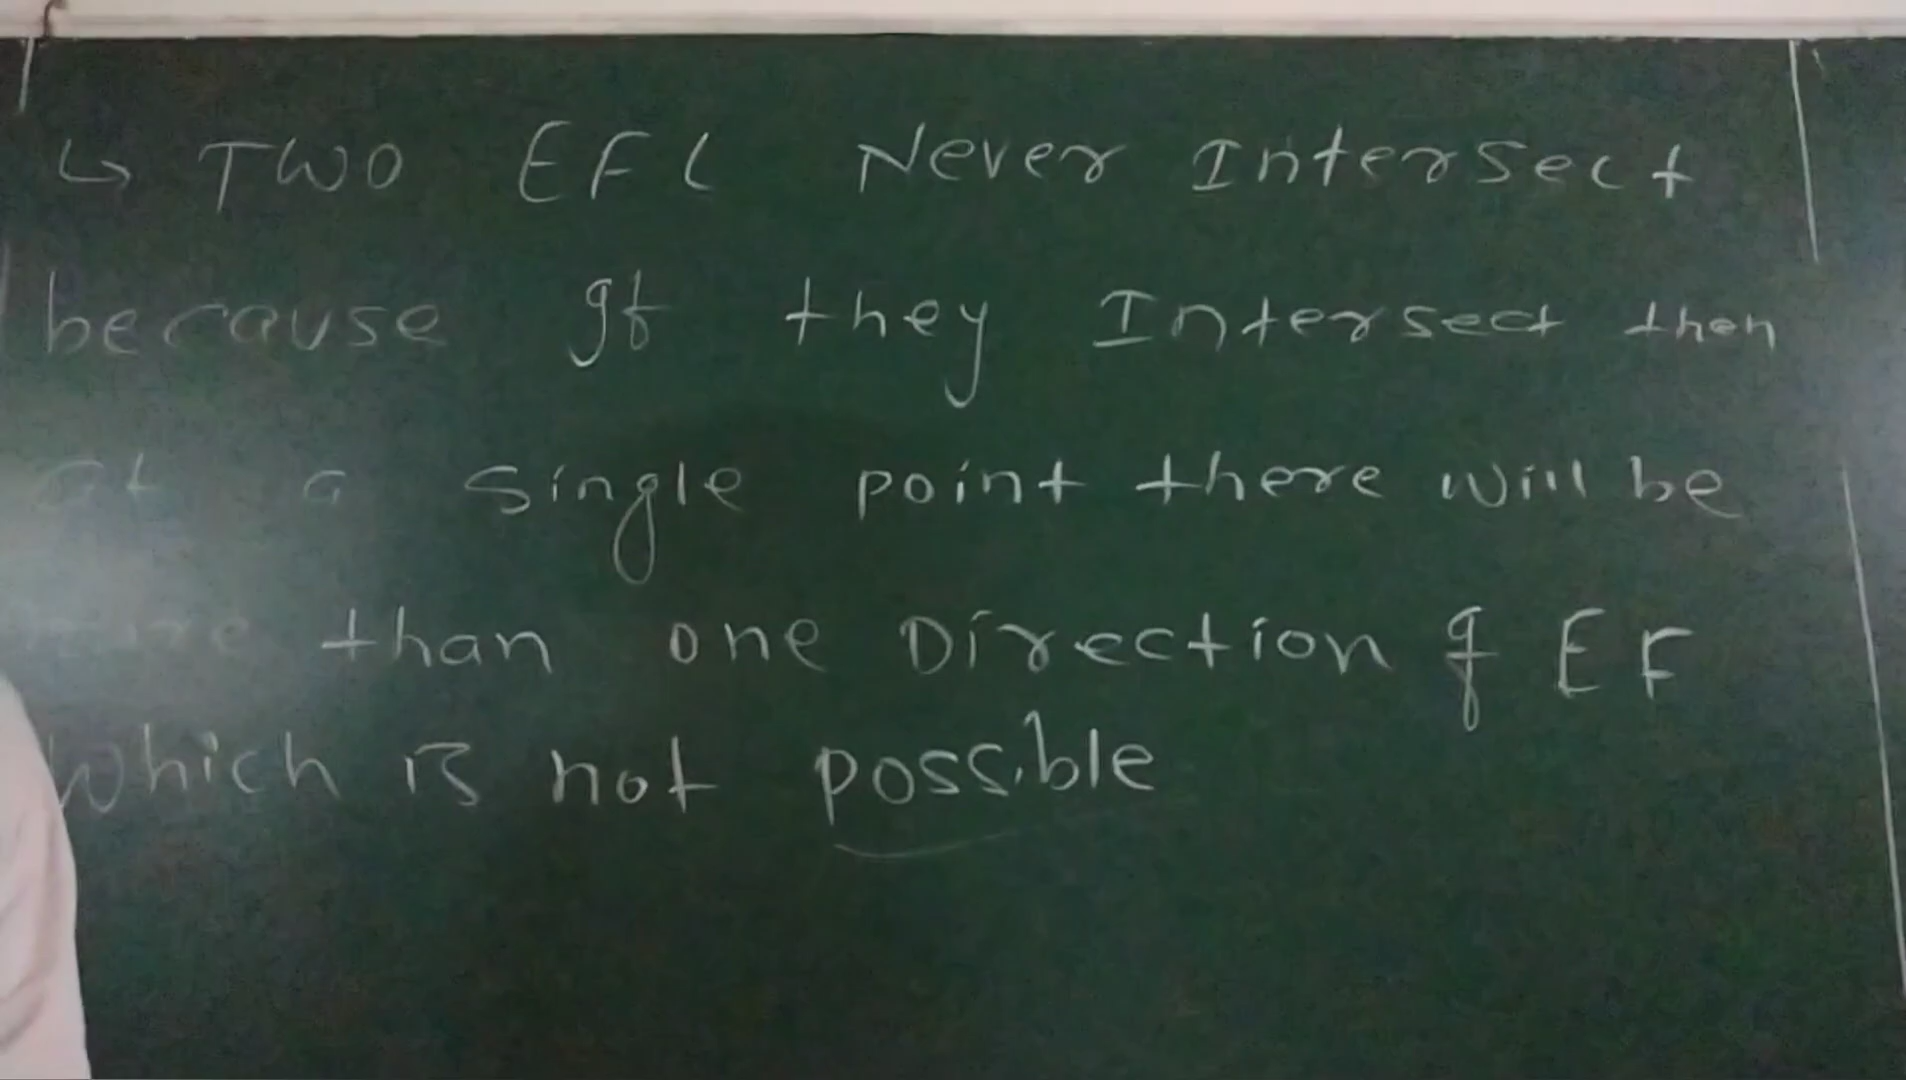 ↳ TWO EFL Never Intersect
because If they Intersect then
at a single point there will be
than one Direction of EF
which is not possible